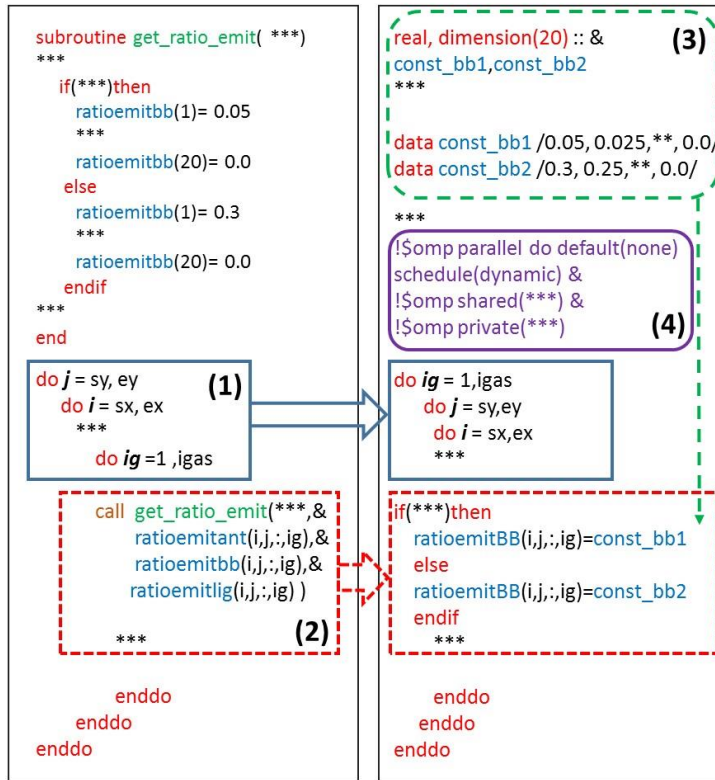 subroutine get_ratio_emit( ***)
***
if(***)then
ratioemitbb(1)= 0.05
***
ratioemitbb(20)= 0.0
else
ratioemitbb(1)= 0.3
***
ratioemitbb(20)= 0.0
endif
***
end
do j = sy, ey
(1)
do i = sx, ex
***
do ig =1 ,igas
call get_ratio_emit(***,&
ratioemitant(i,j,:,ig),&
ratioemitbb(i,j,:,ig),&
ratioemitlig(i,j,:,ig) )
(2)
***
enddo
enddo
enddo
real, dimension(20) :: &
(3)
const_bb1,const_bb2
***
data const_bb1 /0.05, 0.025,**, 0.0/
data const_bb2 /0.3, 0.25,**, 0.0/
***
!$omp parallel do default(none)
schedule(dynamic) &
!$omp shared(***) &
!$omp private(***)
(4)
do ig = 1,igas
do j = sy,ey
do i = sx,ex
***
if(***)then
ratioemitBB(i,j,:,ig)=const_bb1
else
ratioemitBB(i,j,:,ig)=const_bb2
endif
***
enddo
enddo
enddo